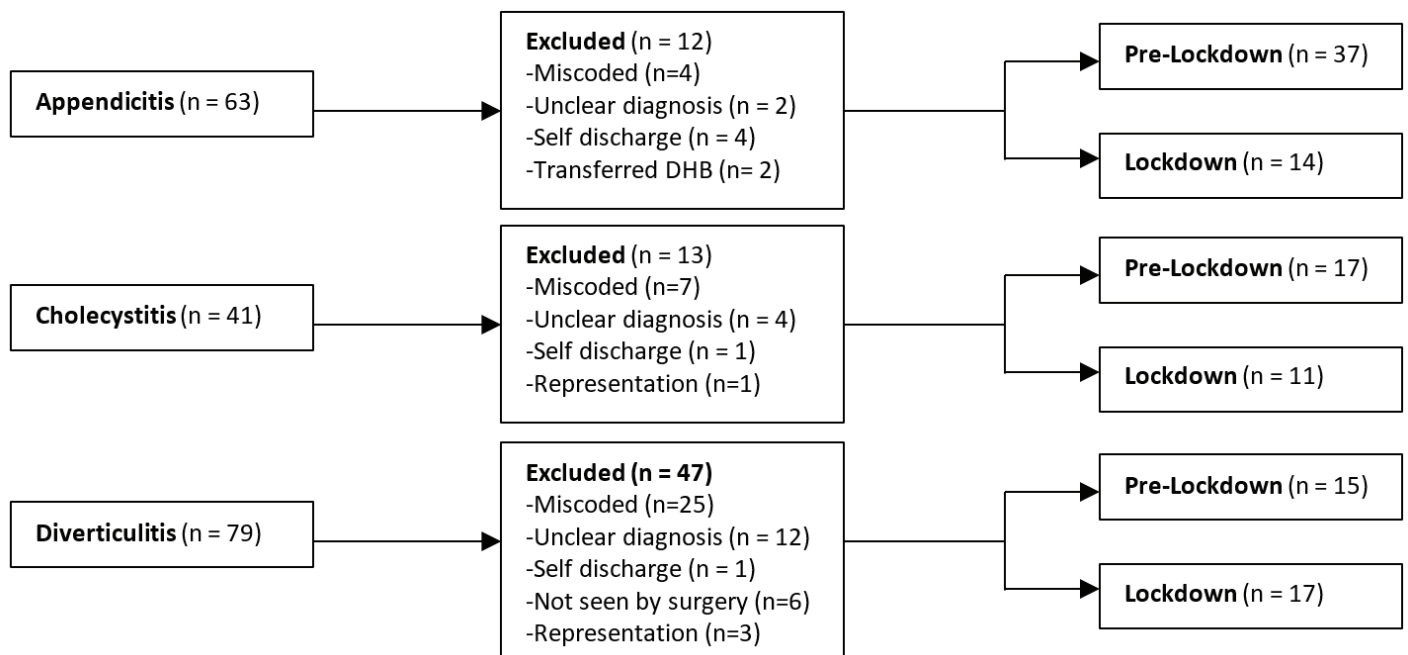 Appendicitis (n = 63)
Excluded (n = 12)
-Miscoded (n=4)
-Unclear diagnosis (n = 2)
-Self discharge (n = 4)
-Transferred DHB (n= 2)
Pre-Lockdown (n = 37)
Lockdown (n = 14)
Cholecystitis (n = 41)
Excluded (n = 13)
-Miscoded (n=7)
-Unclear diagnosis (n = 4)
-Self discharge (n = 1)
-Representation (n=1)
Pre-Lockdown (n = 17)
Lockdown (n = 11)
Diverticulitis (n = 79)
Excluded (n = 47)
-Miscoded (n=25)
-Unclear diagnosis (n = 12)
-Self discharge (n = 1)
-Not seen by surgery (n=6)
-Representation (n=3)
Pre-Lockdown (n = 15)
Lockdown (n = 17)